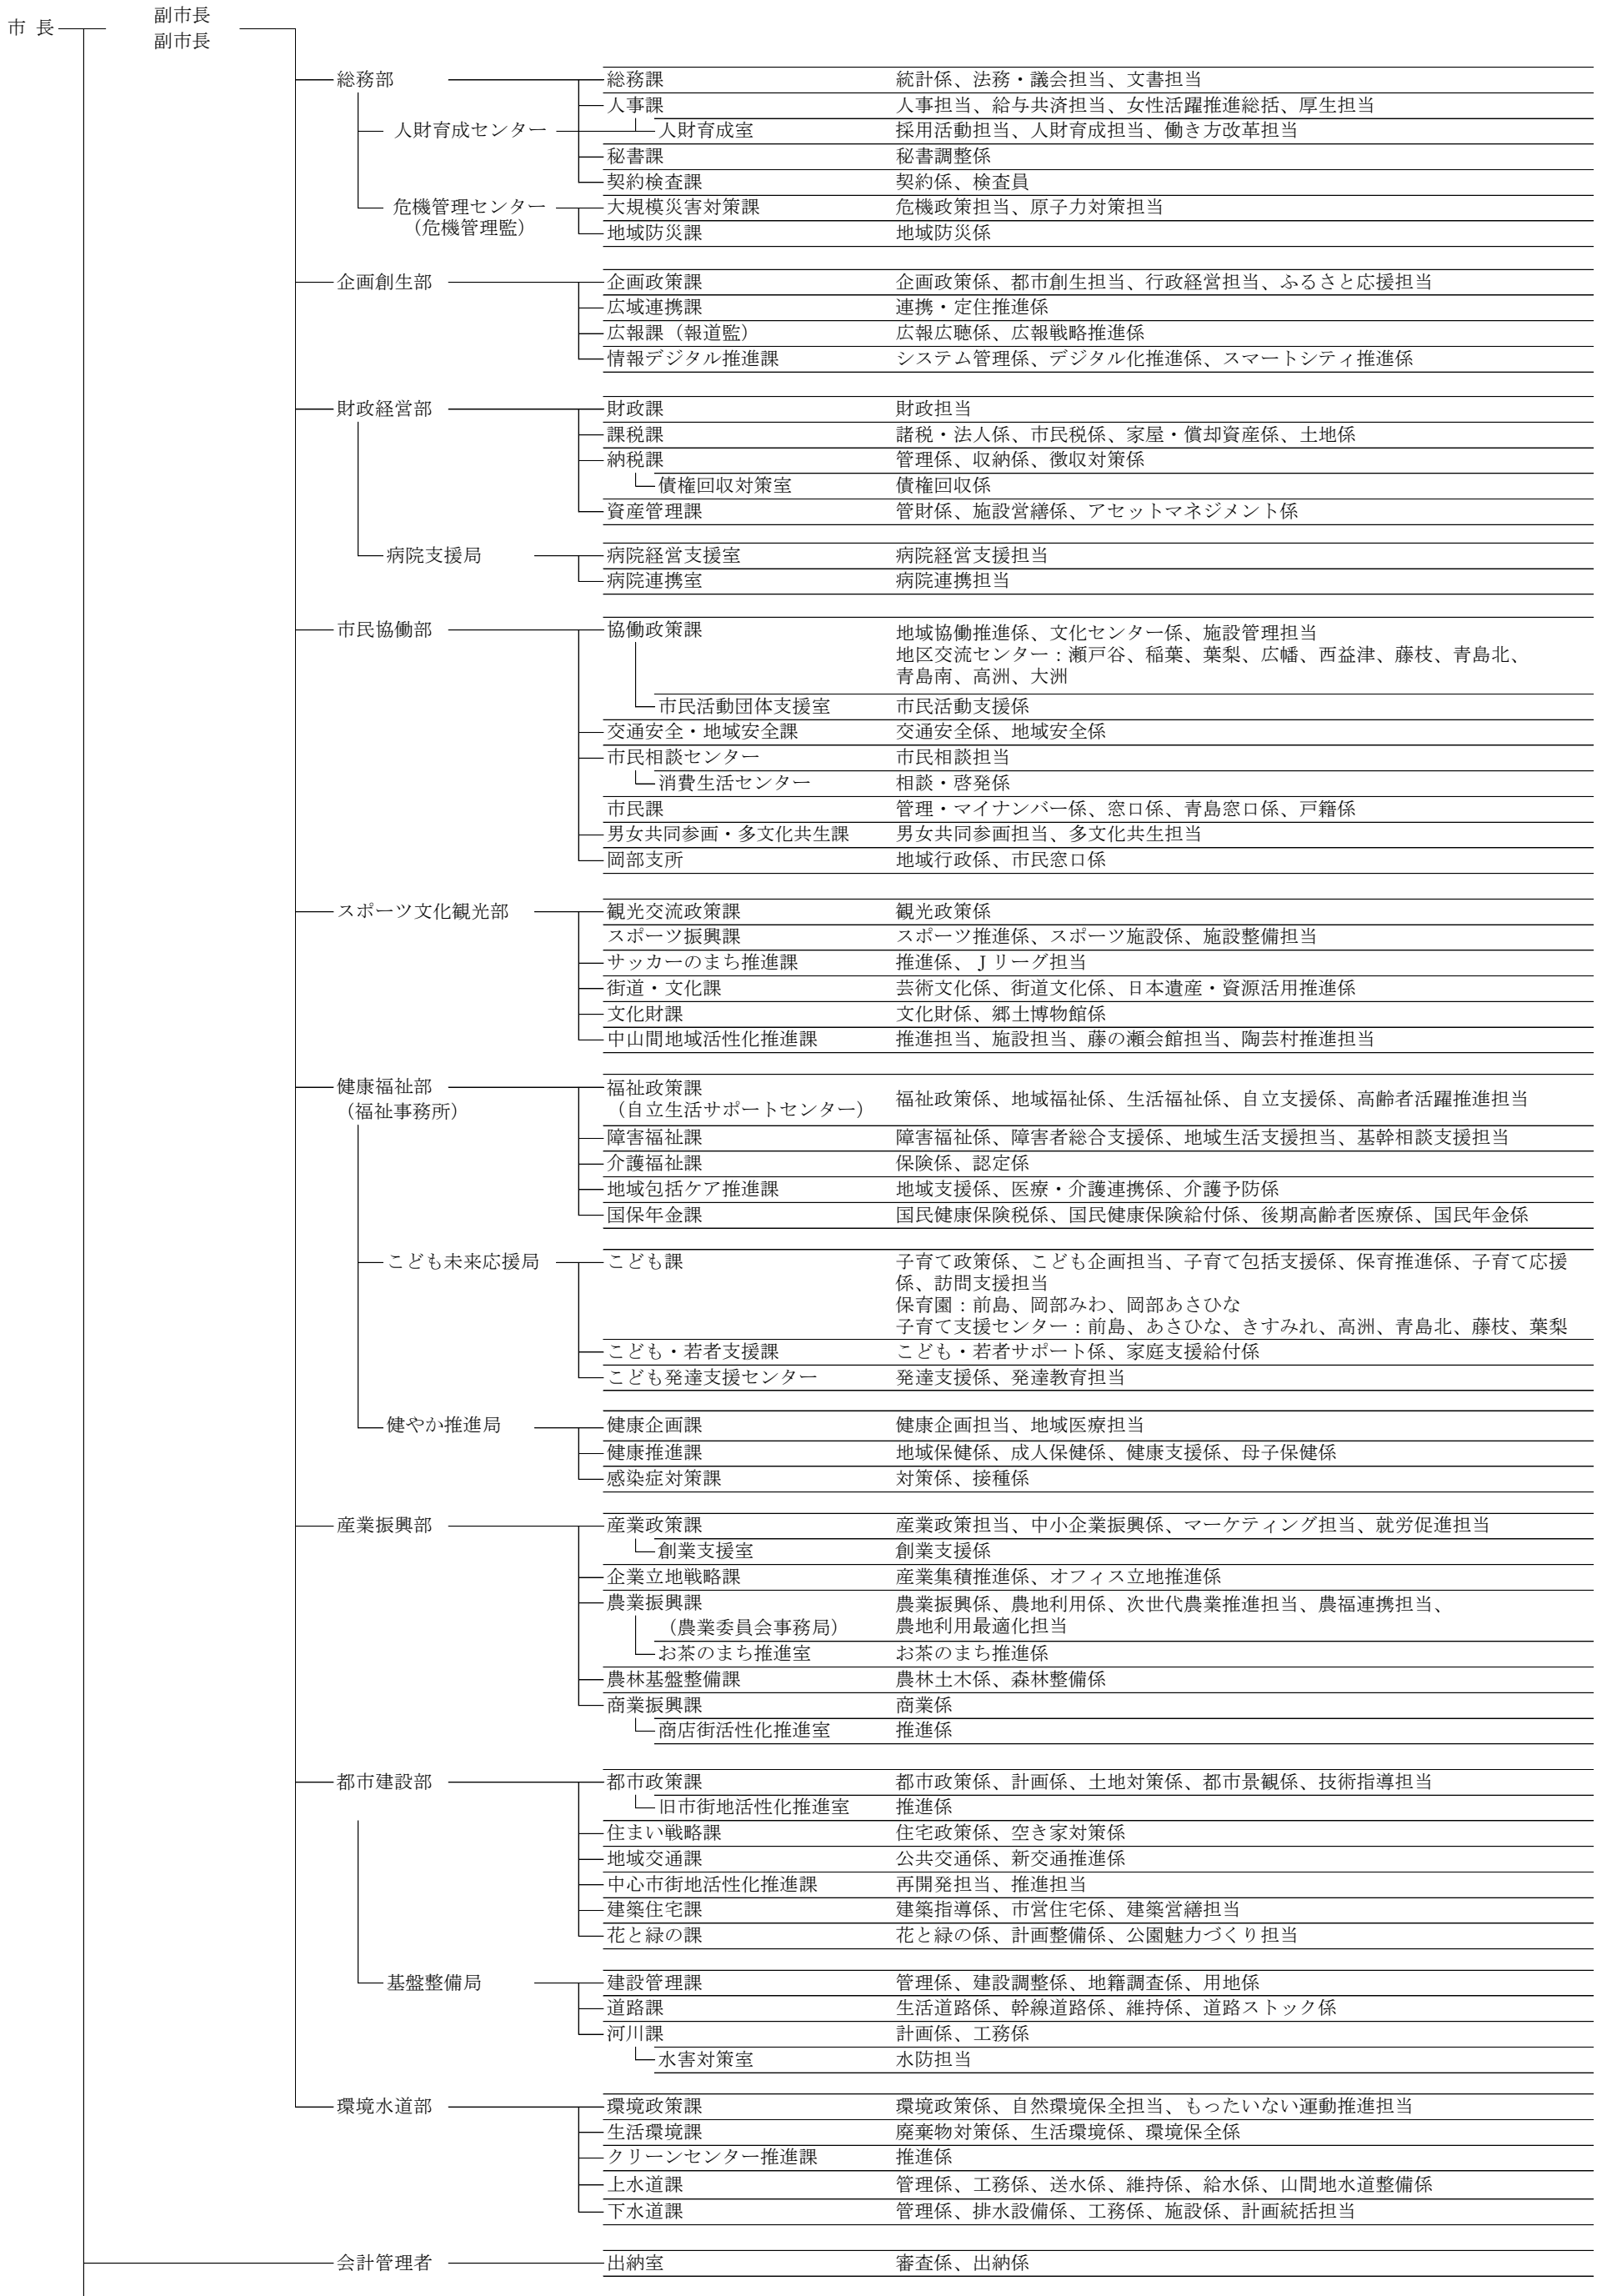 市 長
副市長
副市長
総務部
総務課 統計係、法務・議会担当、文書担当
人事課 人事担当、給与共済担当、女性活躍推進総括、厚生担当
人財育成センター 人財育成室 採用活動担当、人財育成担当、働き方改革担当
秘書課 秘書調整係
契約検査課 契約係、検査員
危機管理センター 大規模災害対策課 危機政策担当、原子力対策担当
（危機管理監） 地域防災課 地域防災係
企画創生部 企画政策課 企画政策係、都市創生担当、行政経営担当、ふるさと応援担当
広域連携課 連携・定住推進係
広報課（報道監） 広報広聴係、広報戦略推進係
情報デジタル推進課 システム管理係、デジタル化推進係、スマートシティ推進係
財政経営部 財政課 財政担当
課税課 諸税・法人係、市民税係、家屋・償却資産係、土地係
納税課 管理係、収納係、徴収対策係
債権回収対策室 債権回収係
資産管理課 管財係、施設営繕係、アセットマネジメント係
病院支援局 病院経営支援室 病院経営支援担当
病院連携室 病院連携担当
市民協働部 協働政策課 地域協働推進係、文化センター係、施設管理担当
地区交流センター：瀬戸谷、稲葉、葉梨、広幡、西益津、藤枝、青島北、
青島南、高洲、大洲
市民活動団体支援室 市民活動支援係
交通安全・地域安全課 交通安全係、地域安全係
市民相談センター 市民相談担当
消費生活センター 相談・啓発係
市民課 管理・マイナンバー係、窓口係、青島窓口係、戸籍係
男女共同参画・多文化共生課 男女共同参画担当、多文化共生担当
岡部支所 地域行政係、市民窓口係
スポーツ文化観光部 観光交流政策課 観光政策係
スポーツ振興課 スポーツ推進係、スポーツ施設係、施設整備担当
サッカーのまち推進課 推進係、Ｊリーグ担当
街道・文化課 芸術文化係、街道文化係、日本遺産・資源活用推進係
文化財課 文化財係、郷土博物館係
中山間地域活性化推進課 推進担当、施設担当、藤の瀬会館担当、陶芸村推進担当
健康福祉部 福祉政策課
（福祉事務所） （自立生活サポートセンター） 福祉政策係、地域福祉係、生活福祉係、自立支援係、高齢者活躍推進担当
障害福祉課 障害福祉係、障害者総合支援係、地域生活支援担当、基幹相談支援担当
介護福祉課 保険係、認定係
地域包括ケア推進課 地域支援係、医療・介護連携係、介護予防係
国保年金課 国民健康保険税係、国民健康保険給付係、後期高齢者医療係、国民年金係
こども未来応援局 こども課 子育て政策係、こども企画担当、子育て包括支援係、保育推進係、子育て応援
係、訪問支援担当
保育園：前島、岡部みわ、岡部あさひな
子育て支援センター：前島、あさひな、きすみれ、高洲、青島北、藤枝、葉梨
こども・若者支援課 こども・若者サポート係、家庭支援給付係
こども発達支援センター 発達支援係、発達教育担当
健やか推進局 健康企画課 健康企画担当、地域医療担当
健康推進課 地域保健係、成人保健係、健康支援係、母子保健係
感染症対策課 対策係、接種係
産業振興部 産業政策課 産業政策担当、中小企業振興係、マーケティング担当、就労促進担当
創業支援室 創業支援係
企業立地戦略課 産業集積推進係、オフィス立地推進係
農業振興課 農業振興係、農地利用係、次世代農業推進担当、農福連携担当、
（農業委員会事務局） 農地利用最適化担当
お茶のまち推進室 お茶のまち推進係
農林基盤整備課 農林土木係、森林整備係
商業振興課 商業係
商店街活性化推進室 推進係
都市建設部 都市政策課 都市政策係、計画係、土地対策係、都市景観係、技術指導担当
旧市街地活性化推進室 推進係
住まい戦略課 住宅政策係、空き家対策係
地域交通課 公共交通係、新交通推進係
中心市街地活性化推進課 再開発担当、推進担当
建築住宅課 建築指導係、市営住宅係、建築営繕担当
花と緑の課 花と緑の係、計画整備係、公園魅力づくり担当
基盤整備局 建設管理課 管理係、建設調整係、地籍調査係、用地係
道路課 生活道路係、幹線道路係、維持係、道路ストック係
河川課 計画係、工務係
水害対策室 水防担当
環境水道部 環境政策課 環境政策係、自然環境保全担当、もったいない運動推進担当
生活環境課 廃棄物対策係、生活環境係、環境保全係
クリーンセンター推進課 推進係
上水道課 管理係、工務係、送水係、維持係、給水係、山間地水道整備係
下水道課 管理係、排水設備係、工務係、施設係、計画統括担当
会計管理者 出納室 審査係、出納係